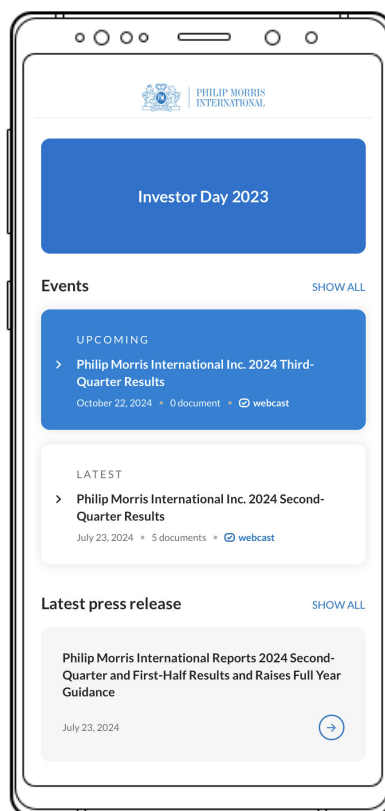 PHILIP MORRIS
INTERNATIONAL
Investor Day 2023
Events
SHOW ALL
UPCOMING
Philip Morris International Inc. 2024 Third-
Quarter Results
October 22, 2024 • 0 document • webcast
LATEST
Philip Morris International Inc. 2024 Second-
Quarter Results
July 23, 2024 • 5 documents • webcast
Latest press release
SHOW ALL
Philip Morris International Reports 2024 Second-
Quarter and First-Half Results and Raises Full Year
Guidance
July 23, 2024